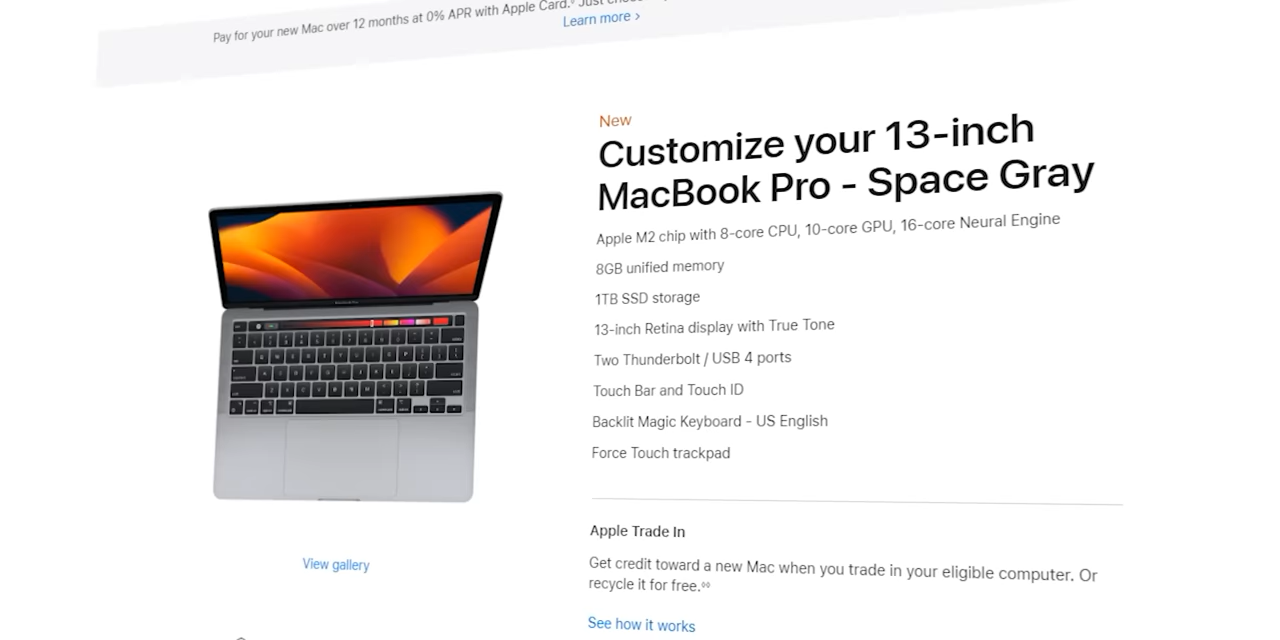 Pay for your new Mac over 12 months at 0% APR with Apple Card.◊ Just
Learn more ›
New
Customize your 13-inch
MacBook Pro - Space Gray
Apple M2 chip with 8-core CPU, 10-core GPU, 16-core Neural Engine
8GB unified memory
1TB SSD storage
13-inch Retina display with True Tone
Two Thunderbolt / USB 4 ports
Touch Bar and Touch ID
Backlit Magic Keyboard - US English
Force Touch trackpad
View gallery
Apple Trade In
Get credit toward a new Mac when you trade in your eligible computer. Or
recycle it for free.◊◊
See how it works